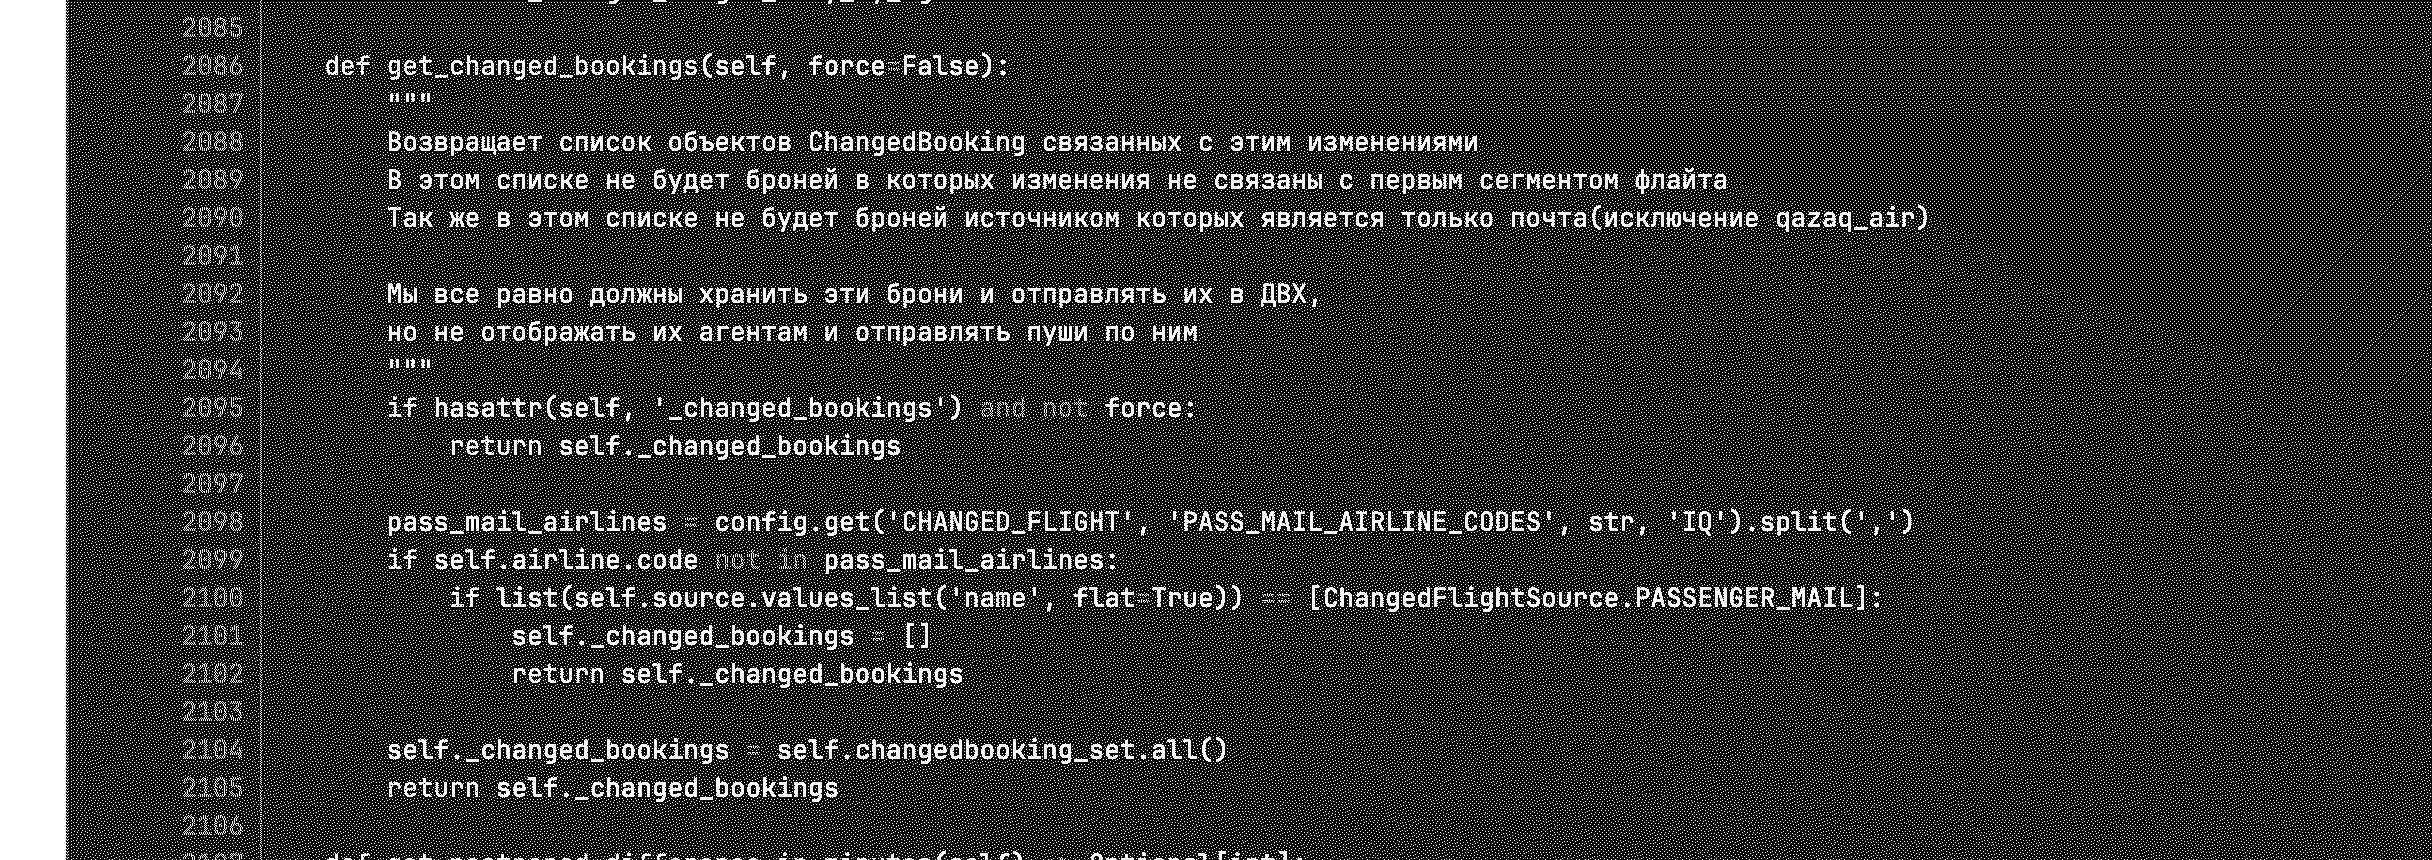 2085
2086 def get_changed_bookings(self, force=False):
2087 """
2088 Возвращает список объектов ChangedBooking связанных с этим изменениями
2089 В этом списке не будет броней в которых изменения не связаны с первым сегментом флайта
2090 Так же в этом списке не будет броней источником которых является только почта(исключение qazaq_air)
2091
2092 Мы все равно должны хранить эти брони и отправлять их в ДВХ,
2093 но не отображать их агентам и отправлять пуши по ним
2094 """
2095 if hasattr(self, '_changed_bookings') and not force:
2096 return self._changed_bookings
2097
2098 pass_mail_airlines = config.get('CHANGED_FLIGHT', 'PASS_MAIL_AIRLINE_CODES', str, 'IQ').split(',')
2099 if self.airline.code not in pass_mail_airlines:
2100 if list(self.source.values_list('name', flat=True)) == [ChangedFlightSource.PASSENGER_MAIL]:
2101 self._changed_bookings = []
2102 return self._changed_bookings
2103
2104 self._changed_bookings = self.changedbooking_set.all()
2105 return self._changed_bookings
2106